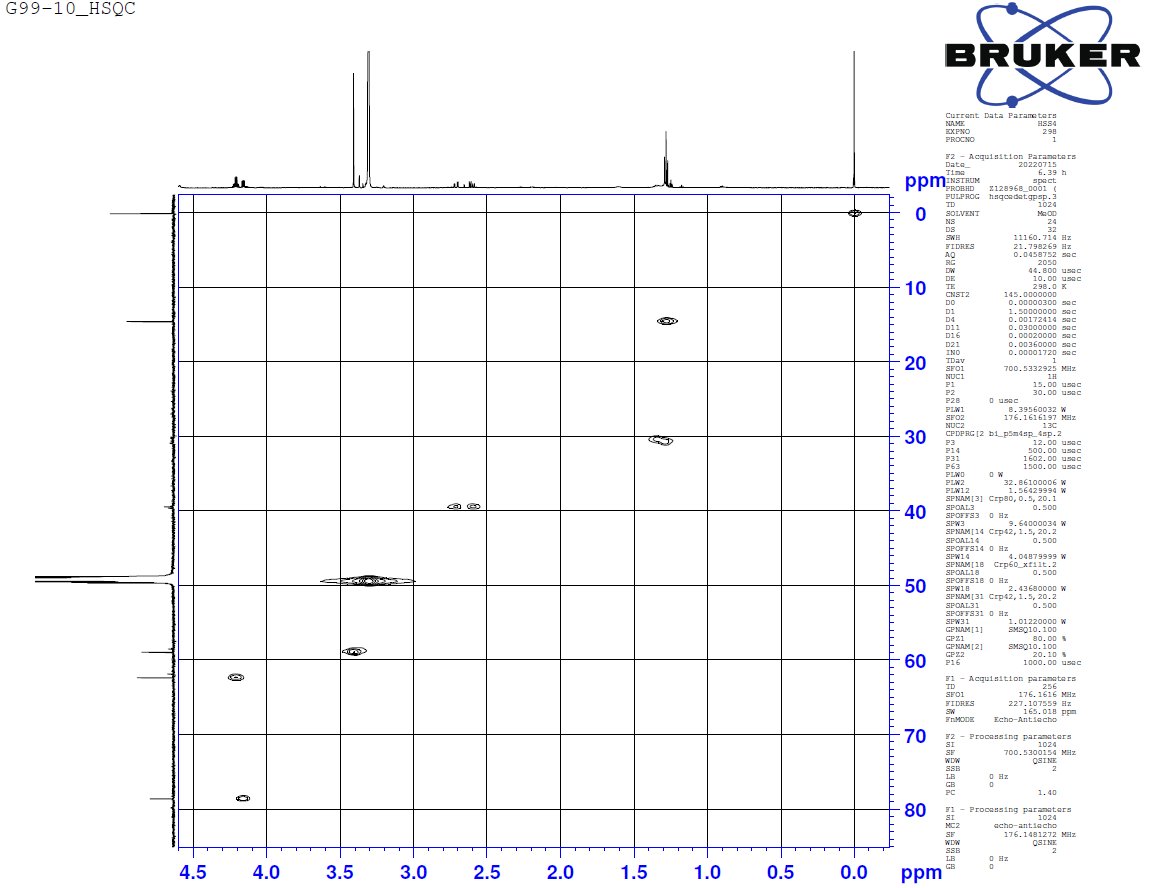 G99-10_HSQC
BRUKER
Current Data Parameters
NAME HSS4
EXPNO 298
PROCNO 1
F2 - Acquisition Parameters
Date_ 20220715
Time 6.39 h
INSTRUM spect
PROBHD Z128968_0001 (
PULPROG hsqcedetgpsp.3
TD 1024
SOLVENT MeOD
NS 24
DS 32
SWH 11160.714 Hz
FIDRES 21.798269 Hz
AQ 0.0458752 sec
RG 2050
DW 44.800 usec
DE 10.00 usec
TE 298.0 K
CNST2 145.0000000
D0 0.00000300 sec
D1 1.50000000 sec
D4 0.00172414 sec
D11 0.03000000 sec
D16 0.00020000 sec
D21 0.00360000 sec
IN0 0.00001720 sec
TDav 1
SFO1 700.5332925 MHz
NUC1 1H
P1 15.00 usec
P2 30.00 usec
P28 0 usec
PLW1 8.39560032 W
SFO2 176.1616197 MHz
NUC2 13C
CPDPRG[2 bi_p5m4sp_4sp.2
P3 12.00 usec
P14 500.00 usec
P31 1602.00 usec
P63 1500.00 usec
PLW0 0 W
PLW2 32.86100006 W
PLW12 1.56429994 W
SPNAM[3] Crp80,0.5,20.1
SPOAL3 0.500
SPOFFS3 0 Hz
SPW3 9.64000034 W
SPNAM[14 Crp42,1.5,20.2
SPOAL14 0.500
SPOFFS14 0 Hz
SPW14 4.04879999 W
SPNAM[18 Crp60_xfilt.2
SPOAL18 0.500
SPOFFS18 0 Hz
SPW18 2.43680000 W
SPNAM[31 Crp42,1.5,20.2
SPOAL31 0.500
SPOFFS31 0 Hz
SPW31 1.01220000 W
GPNAM[1] SMSQ10.100
GPZ1 80.00 %
GPNAM[2] SMSQ10.100
GPZ2 20.10 %
P16 1000.00 usec
F1 - Acquisition parameters
TD 256
SFO1 176.1616 MHz
FIDRES 227.107559 Hz
SW 165.018 ppm
FnMODE Echo-Antiecho
F2 - Processing parameters
SI 1024
SF 700.5300154 MHz
WDW QSINE
SSB 2
LB 0 Hz
GB 0
PC 1.40
F1 - Processing parameters
SI 1024
MC2 echo-antiecho
SF 176.1481272 MHz
WDW QSINE
SSB 2
LB 0 Hz
GB 0
ppm
0
10
20
30
40
50
60
70
80
4.5 4.0 3.5 3.0 2.5 2.0 1.5 1.0 0.5 0.0 ppm